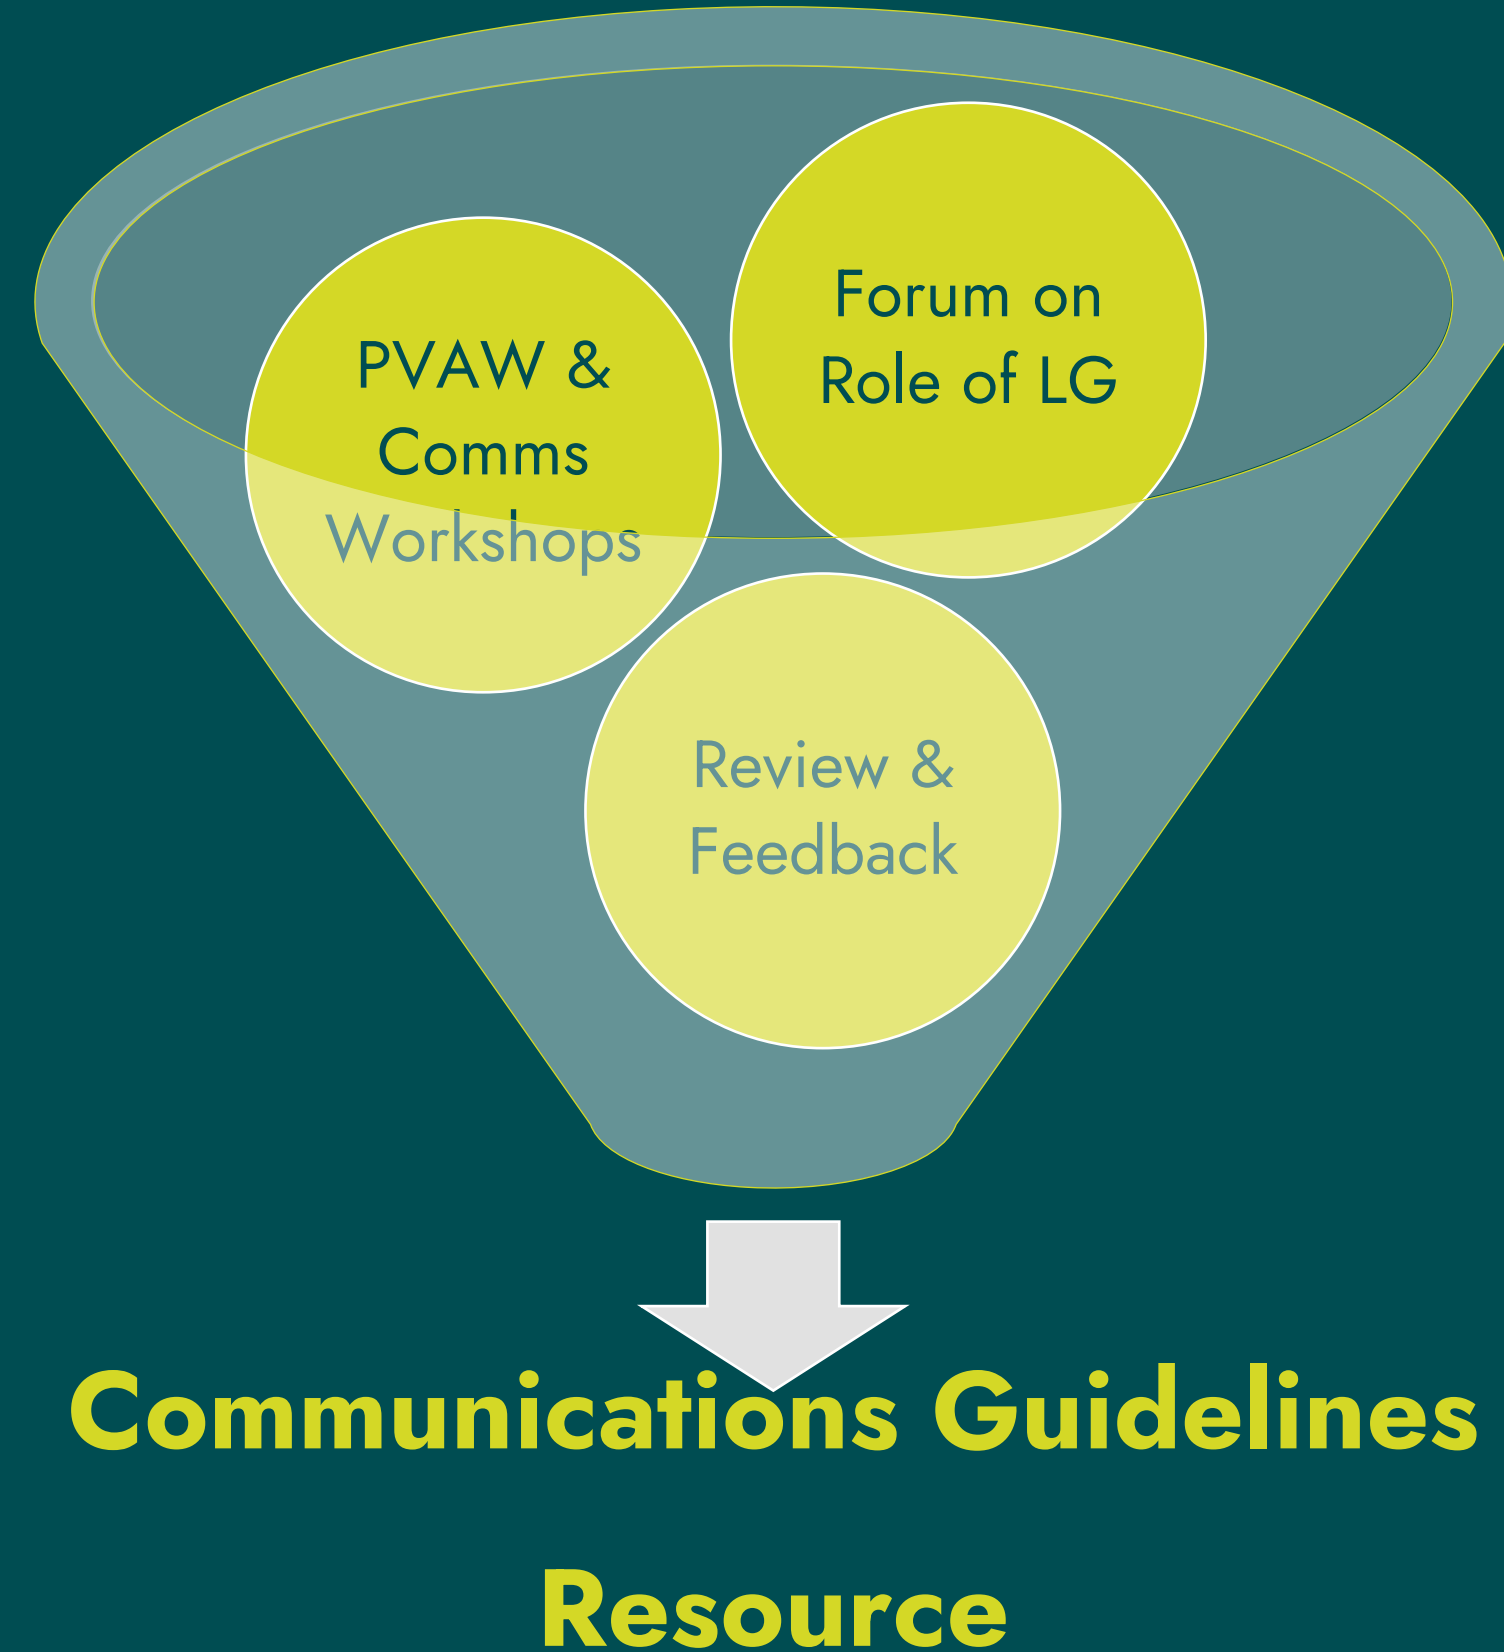 PVAW &
Comms
Workshops
Forum on
Role of LG
Review &
Feedback
Communications Guidelines
Resource